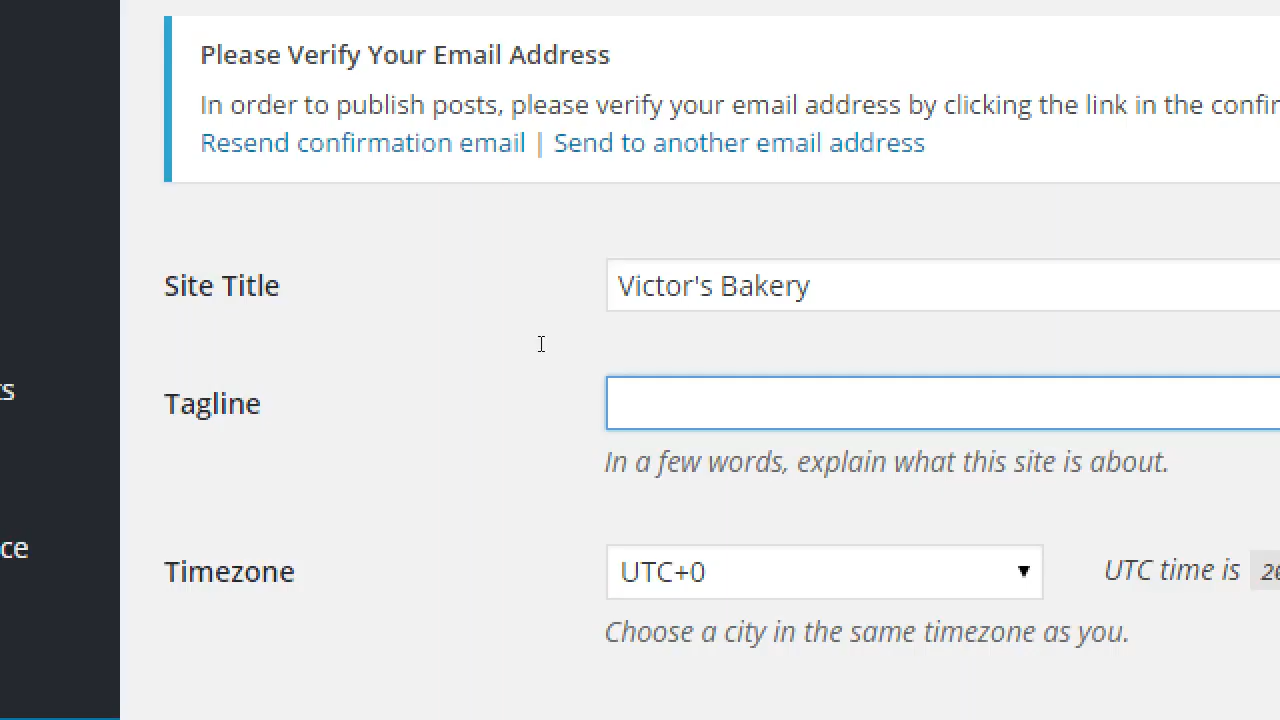 Please Verify Your Email Address
In order to publish posts, please verify your email address by clicking the link in the
Resend confirmation email | Send to another email address
Site Title
Victor's Bakery
Tagline
In a few words, explain what this site is about.
Timezone
UTC+0
UTC time is
Choose a city in the same timezone as you.